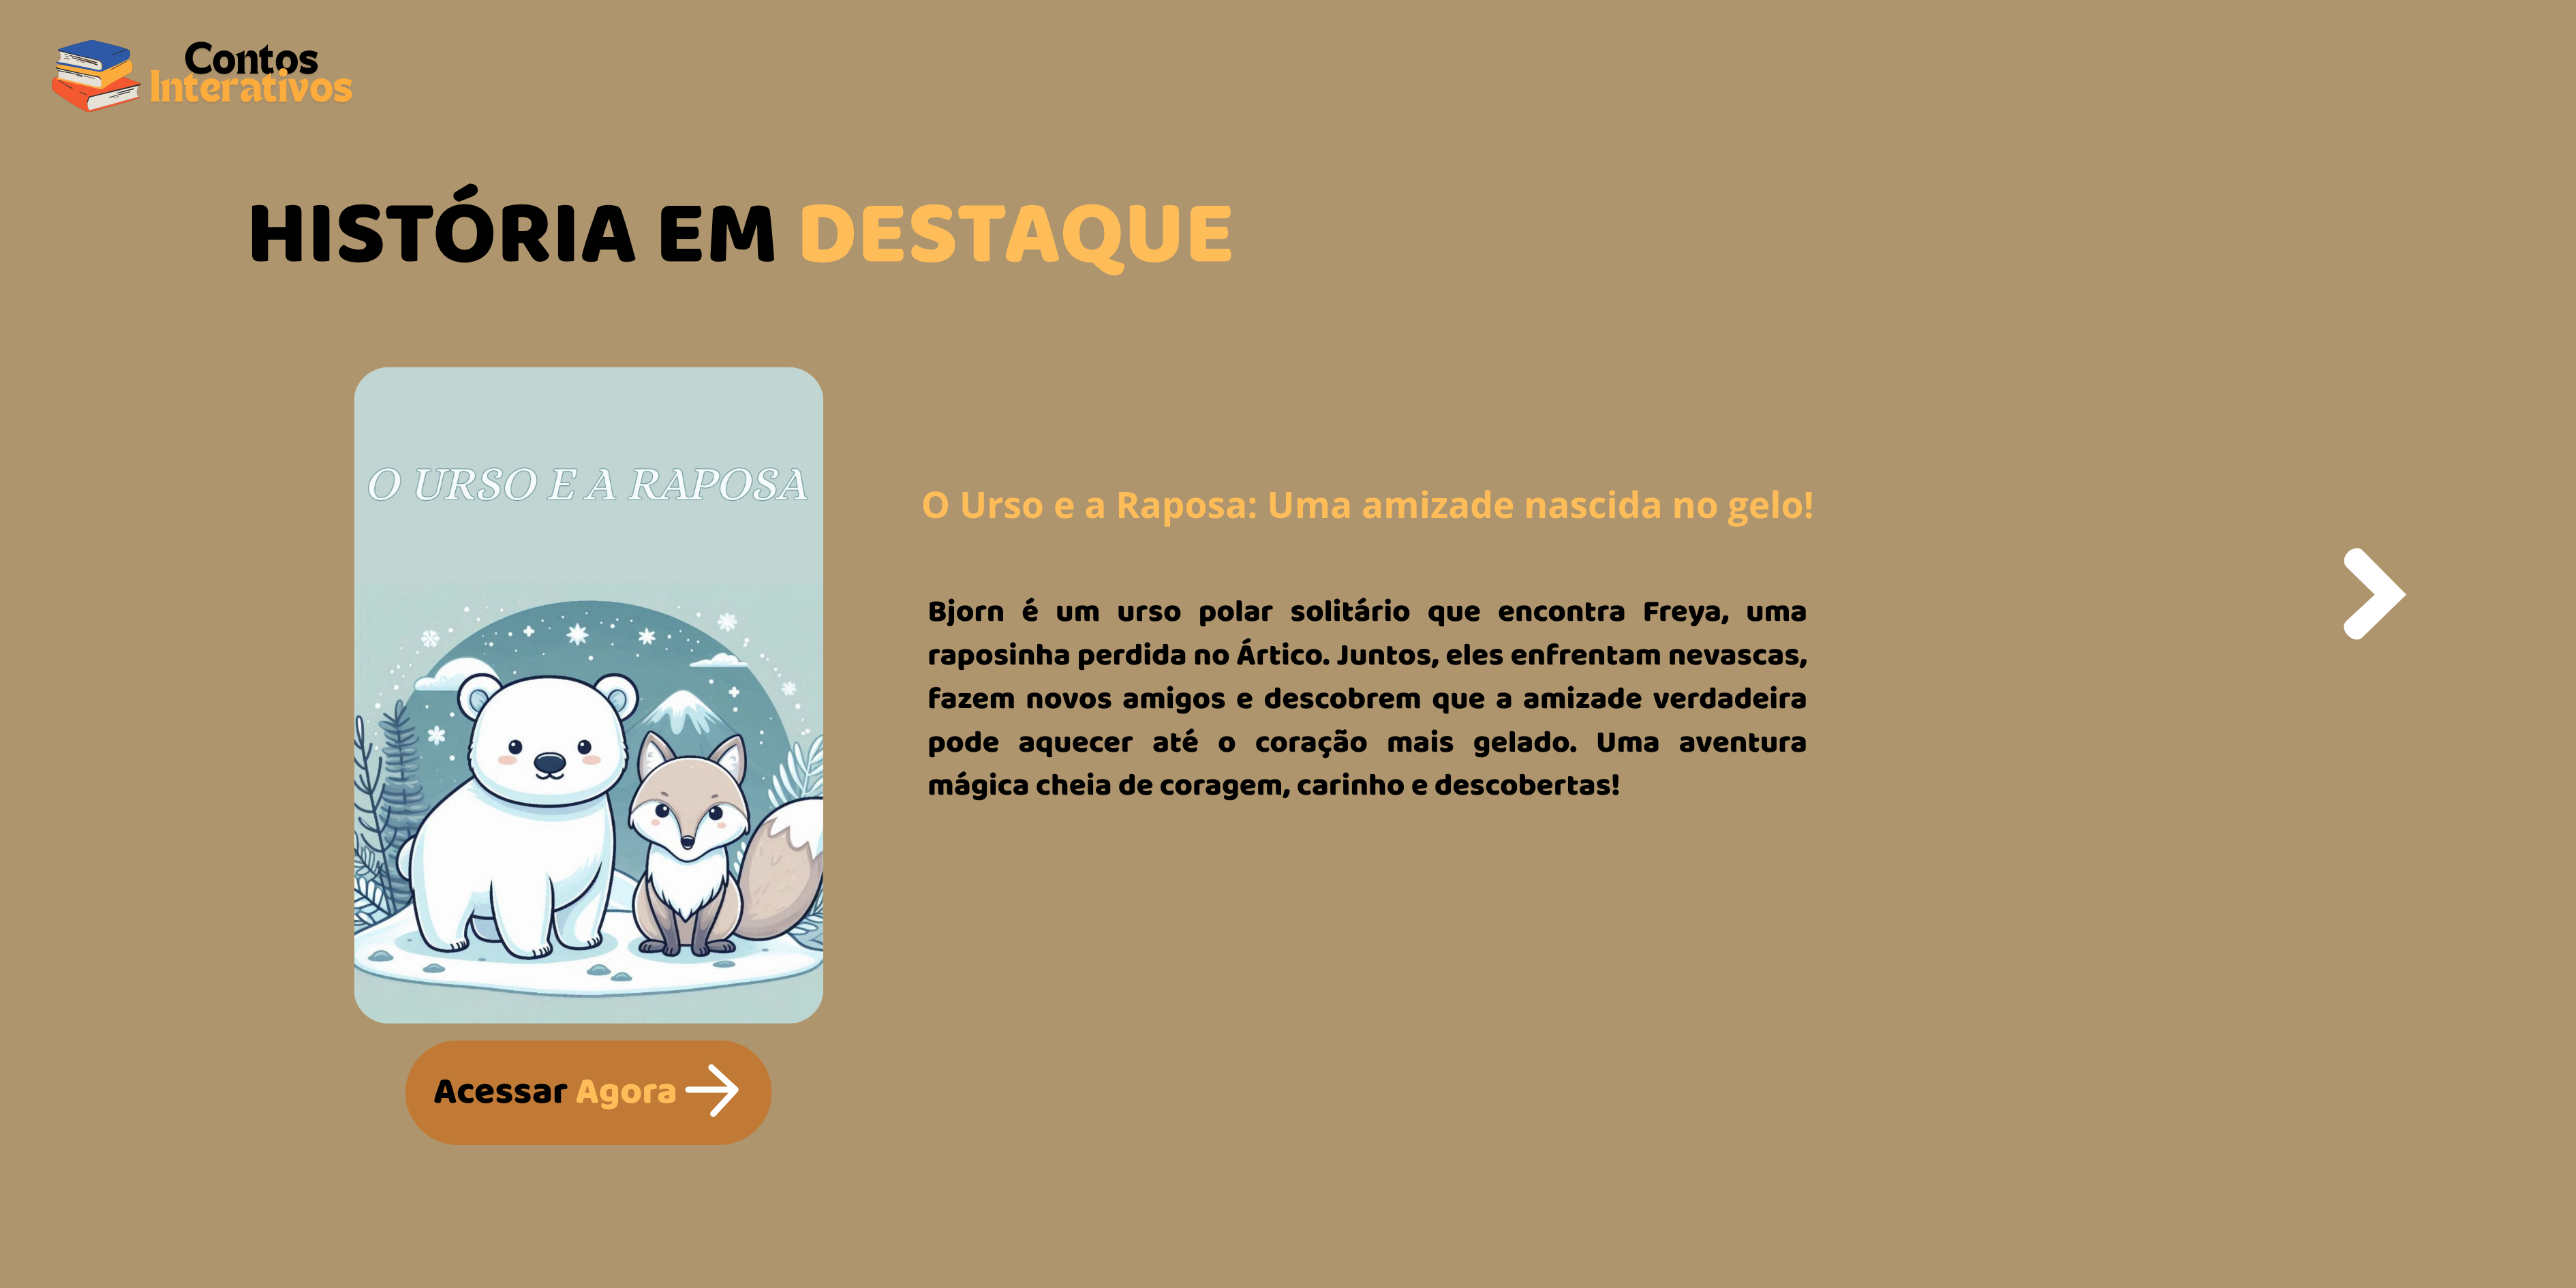 Contos
Interativos
HISTÓRIA EM DESTAQUE
O URSO E A RAPOSA
O Urso e a Raposa: Uma amizade nascida no gelo!
Bjorn é um urso polar solitário que encontra Freya, uma
raposinha perdida no Ártico. Juntos, eles enfrentam nevascas,
fazem novos amigos e descobrem que a amizade verdadeira
pode aquecer até o coração mais gelado. Uma aventura
mágica cheia de coragem, carinho e descobertas!
Acessar Agora